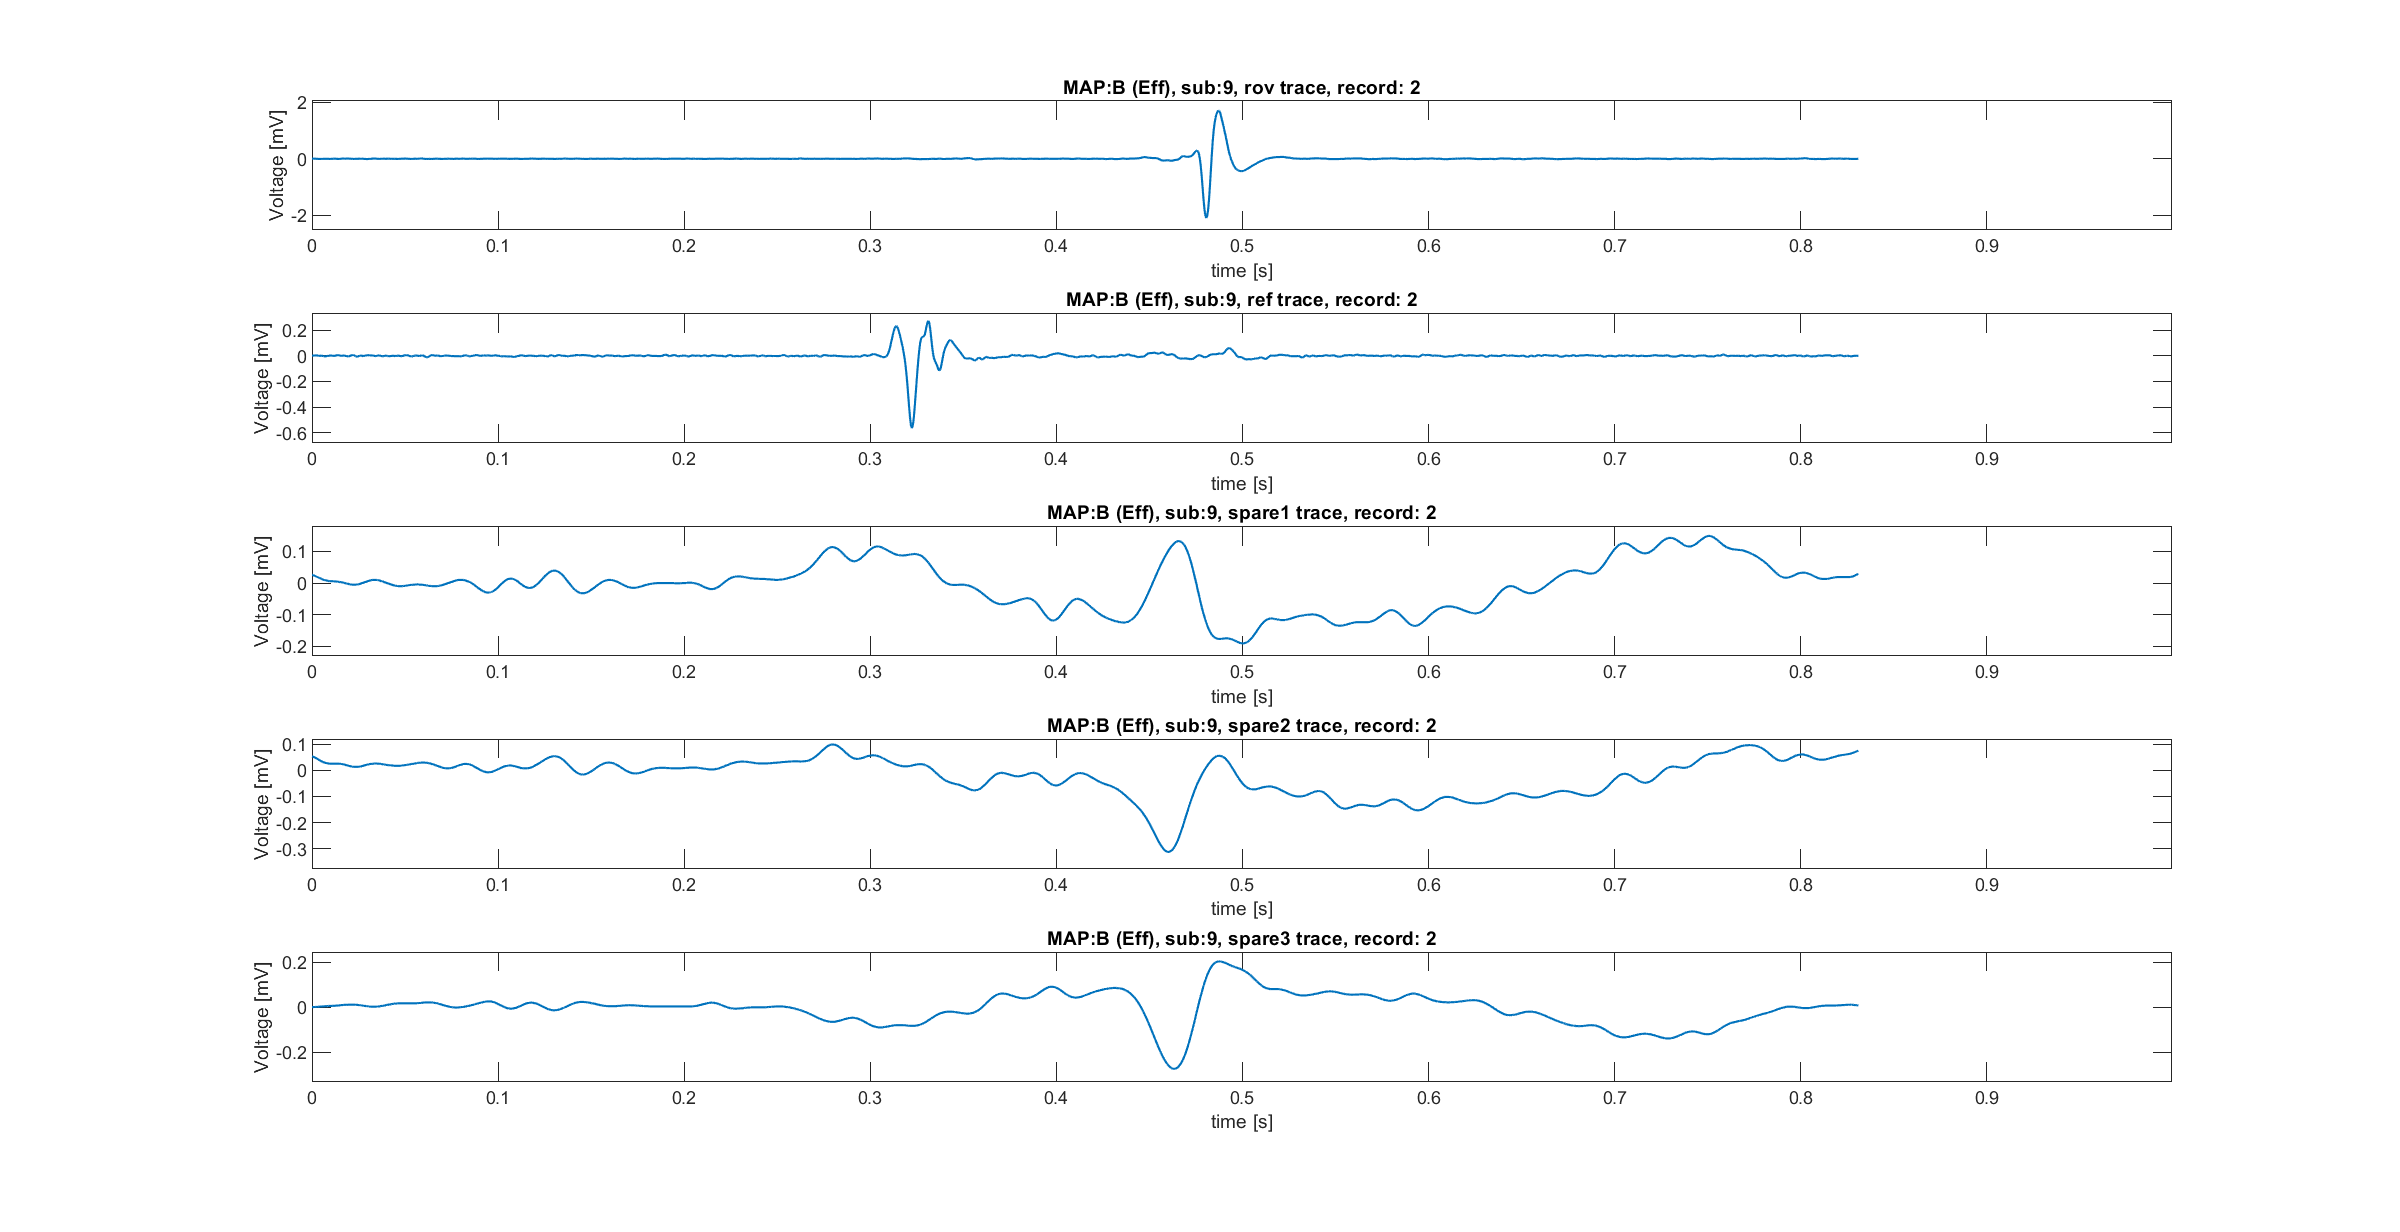 MAP:B (Eff), sub:9, rov trace, record: 2
Voltage [mV]
2
0
-2
0 0.1 0.2 0.3 0.4 0.5 0.6 0.7 0.8 0.9
time [s]
MAP:B (Eff), sub:9, ref trace, record: 2
Voltage [mV]
0.2
0
-0.2
-0.4
-0.6
0 0.1 0.2 0.3 0.4 0.5 0.6 0.7 0.8 0.9
time [s]
MAP:B (Eff), sub:9, spare1 trace, record: 2
Voltage [mV]
0.1
0
-0.1
-0.2
0 0.1 0.2 0.3 0.4 0.5 0.6 0.7 0.8 0.9
time [s]
MAP:B (Eff), sub:9, spare2 trace, record: 2
Voltage [mV]
0.1
0
-0.1
-0.2
-0.3
0 0.1 0.2 0.3 0.4 0.5 0.6 0.7 0.8 0.9
time [s]
MAP:B (Eff), sub:9, spare3 trace, record: 2
Voltage [mV]
0.2
0
-0.2
0 0.1 0.2 0.3 0.4 0.5 0.6 0.7 0.8 0.9
time [s]